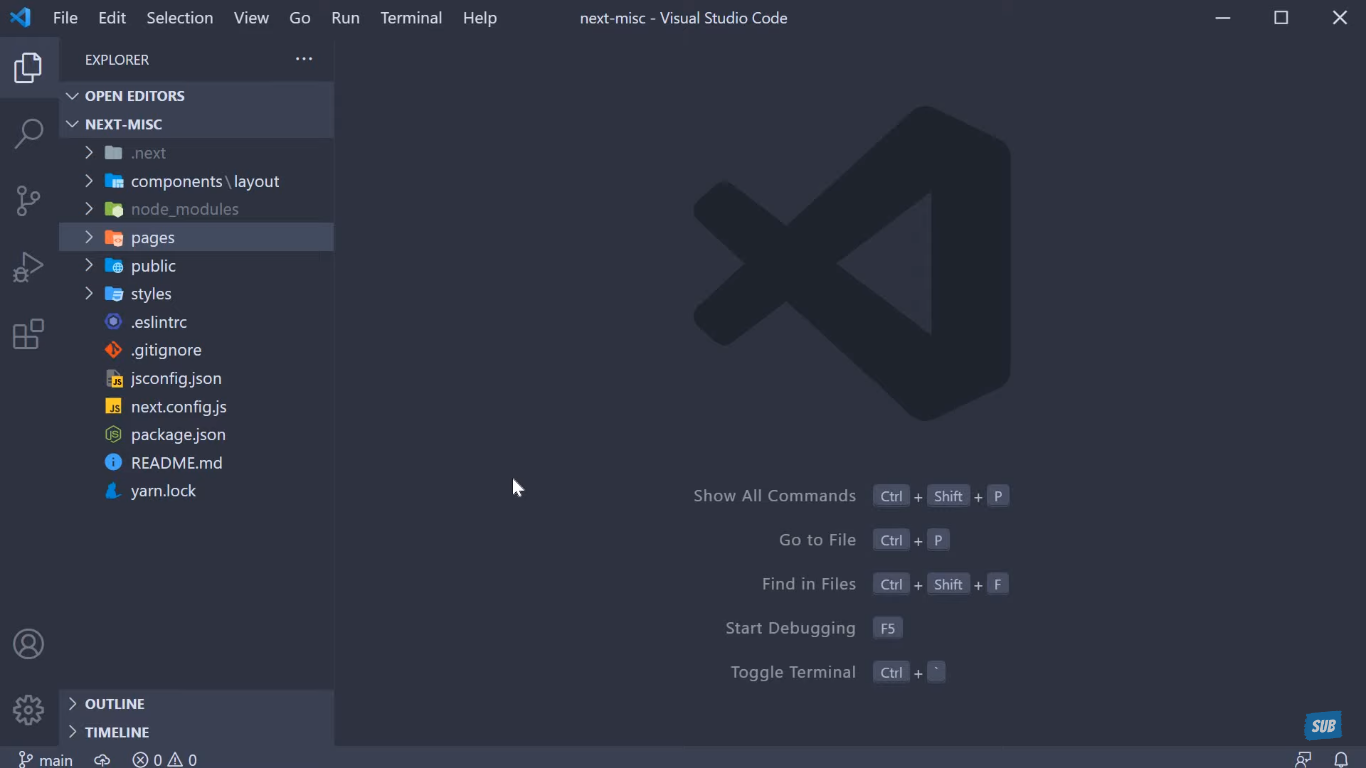 File Edit Selection View Go Run Terminal Help next-misc - Visual Studio Code
EXPLORER
OPEN EDITORS
NEXT-MISC
.next
components\layout
node_modules
pages
public
styles
.eslintrc
.gitignore
jsconfig.json
next.config.js
package.json
README.md
yarn.lock
Show All Commands Ctrl + Shift + P
Go to File Ctrl + P
Find in Files Ctrl + Shift + F
Start Debugging F5
Toggle Terminal Ctrl + `
OUTLINE
TIMELINE
SUB
main 0 0